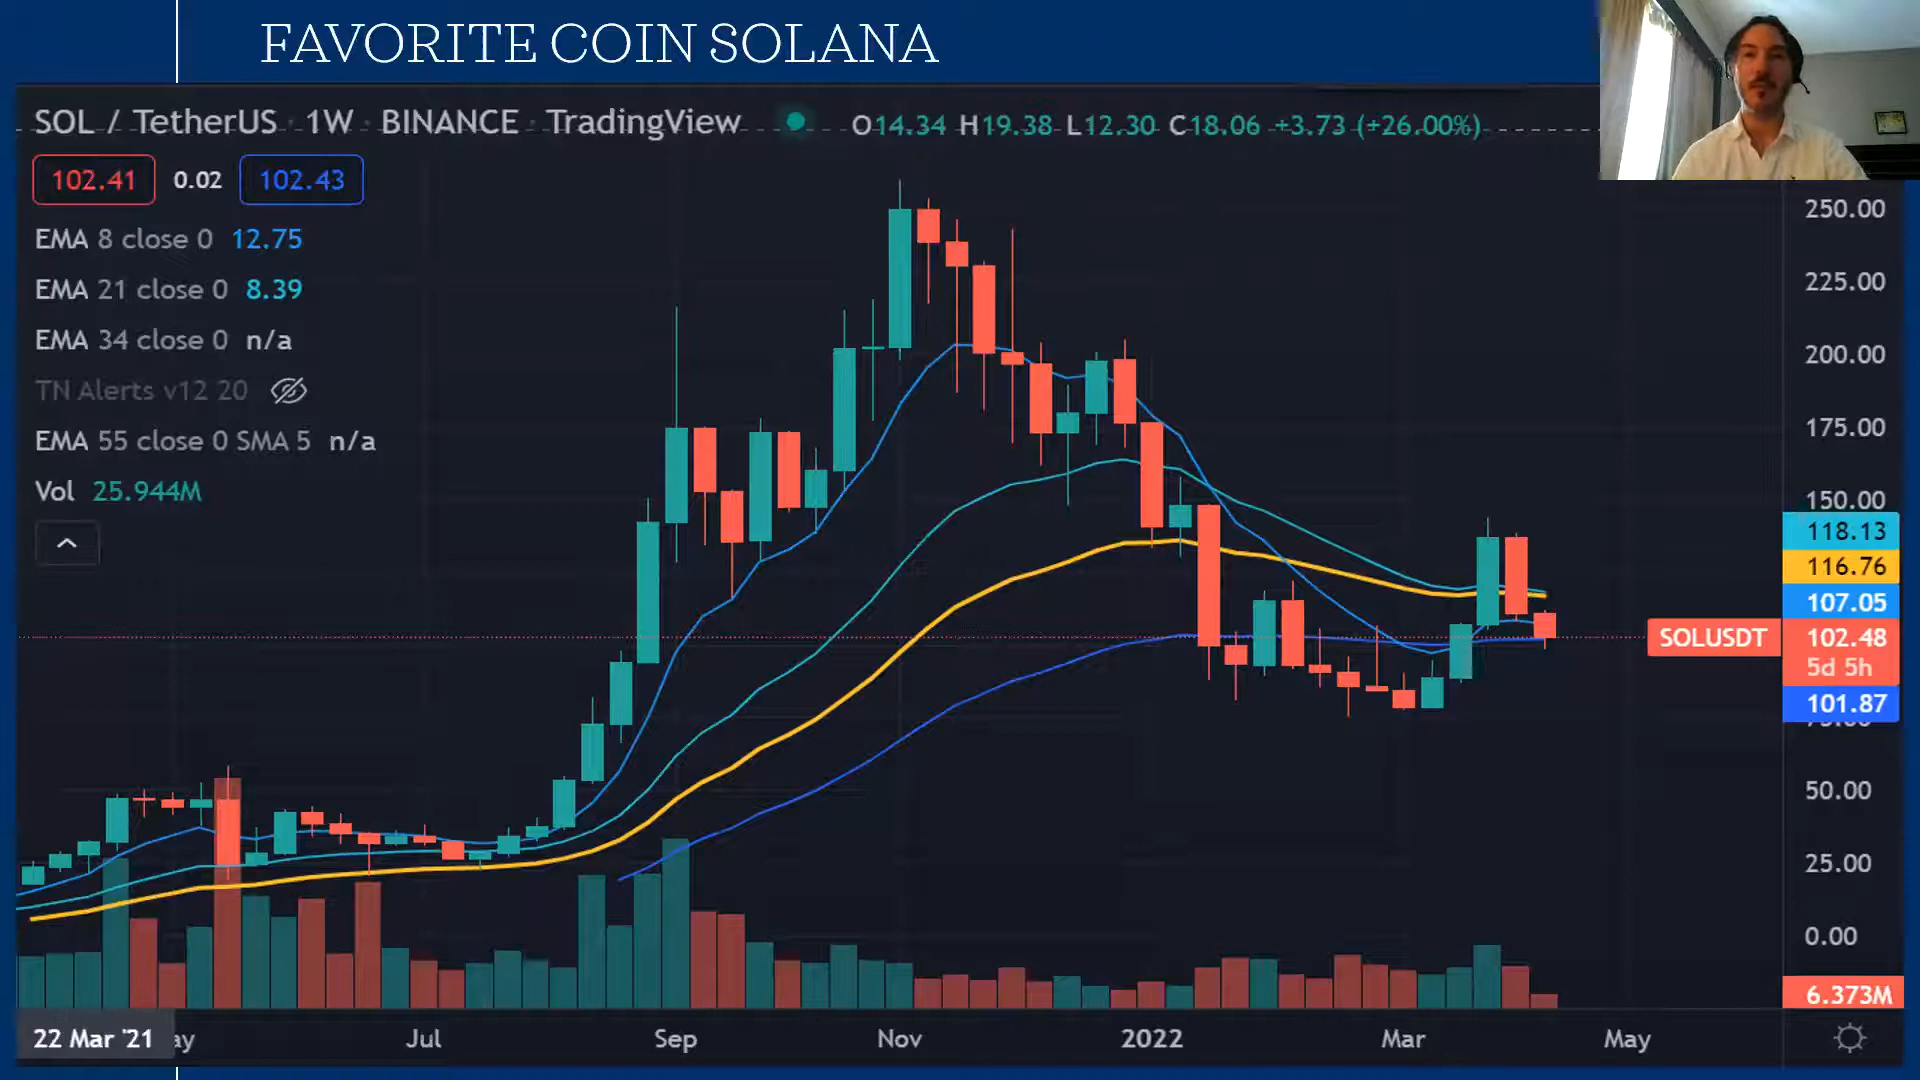 FAVORITE COIN SOLANA
SOL / TetherUS · 1W · BINANCE · TradingView
O14.34 H19.38 L12.30 C18.06 +3.73 (+26.00%)
102.41 0.02 102.43
EMA 8 close 0 12.75
EMA 21 close 0 8.39
EMA 34 close 0 n/a
TN Alerts v12 20
EMA 55 close 0 SMA 5 n/a
Vol 25.944M
250.00
225.00
200.00
175.00
150.00
118.13
116.76
107.05
SOLUSDT 102.48
5d 5h
101.87
50.00
25.00
0.00
6.373M
22 Mar '21 Jul Sep Nov 2022 Mar May